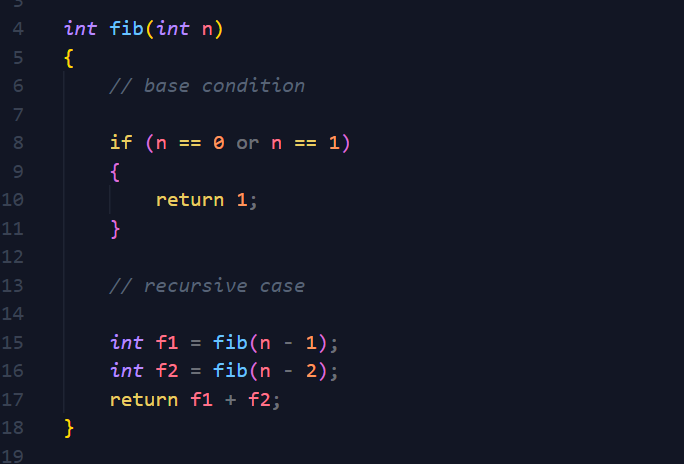 4 int fib(int n)
5 {
6 // base condition
7
8 if (n == 0 or n == 1)
9 {
10 return 1;
11 }
12
13 // recursive case
14
15 int f1 = fib(n - 1);
16 int f2 = fib(n - 2);
17 return f1 + f2;
18 }
19